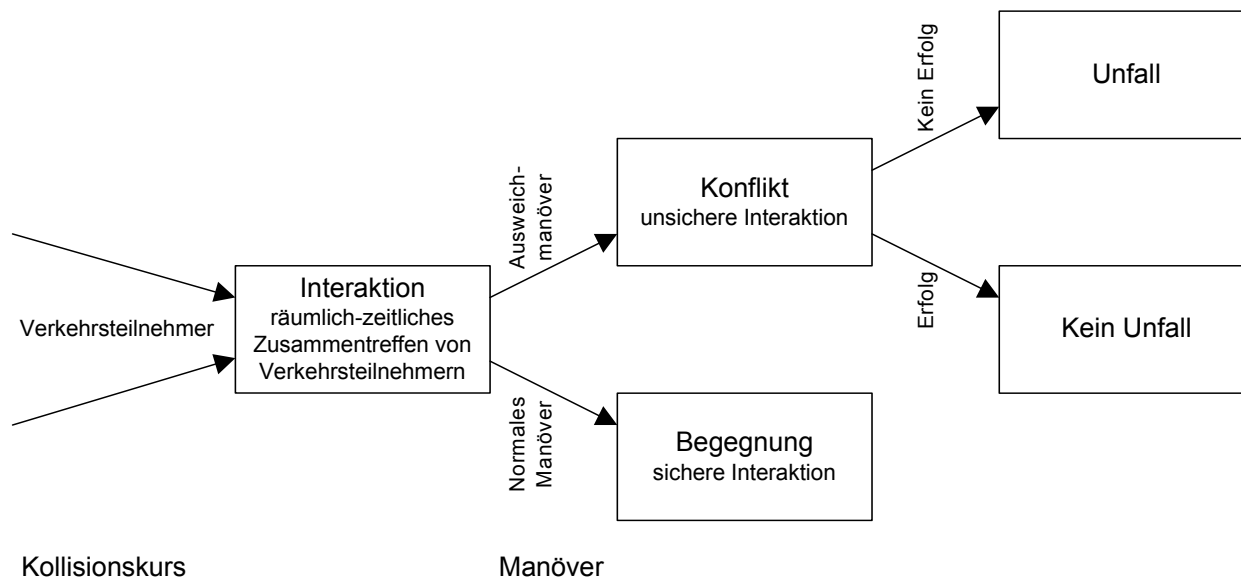 Verkehrsteilnehmer
Interaktion
räumlich-zeitliches
Zusammentreffen von
Verkehrsteilnehmern
Ausweich-
manöver
Normales
Manöver
Konflikt
unsichere Interaktion
Begegnung
sichere Interaktion
Kein Erfolg
Erfolg
Unfall
Kein Unfall
Kollisionskurs
Manöver